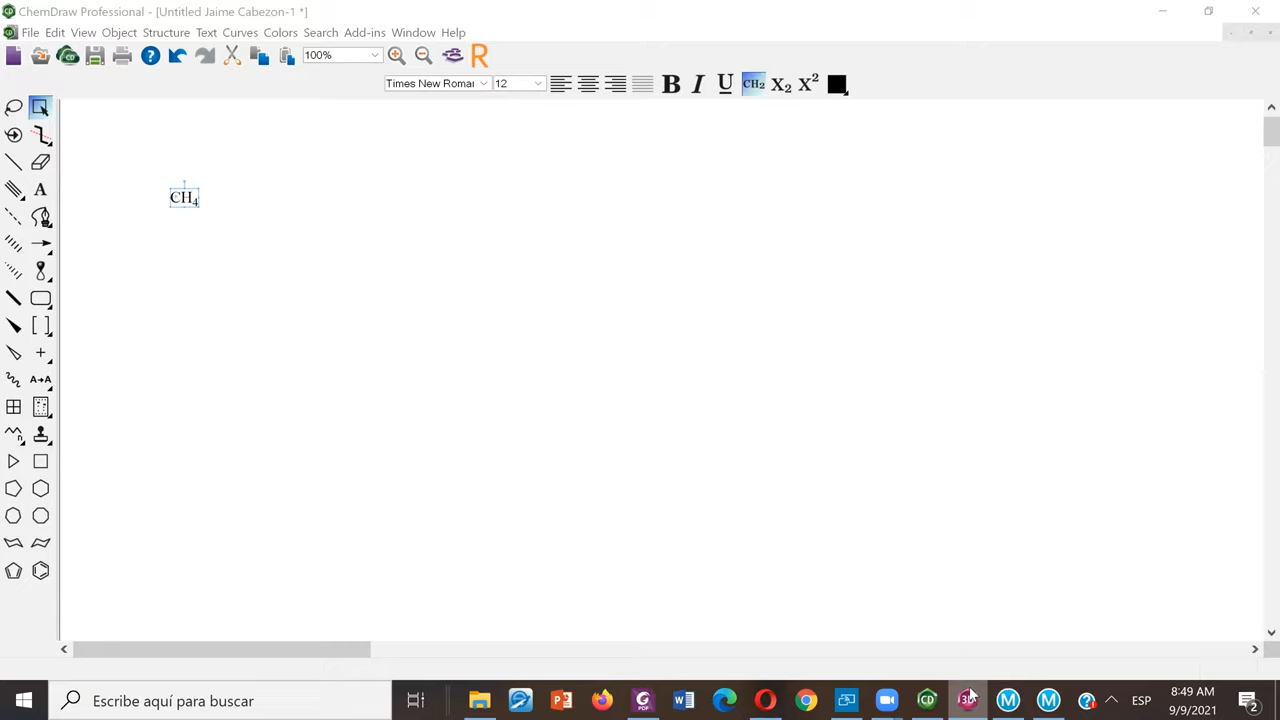 ChemDraw Professional - [Untitled Jaime Cabezon-1 *]
File Edit View Object Structure Text Curves Colors Search Add-ins Window Help
100%
R
Times New Roman 12 B I U CH₂ X₂ X²
CH₄
A
A→A
Escribe aquí para buscar
ESP
8:49 AM
9/9/2021
2